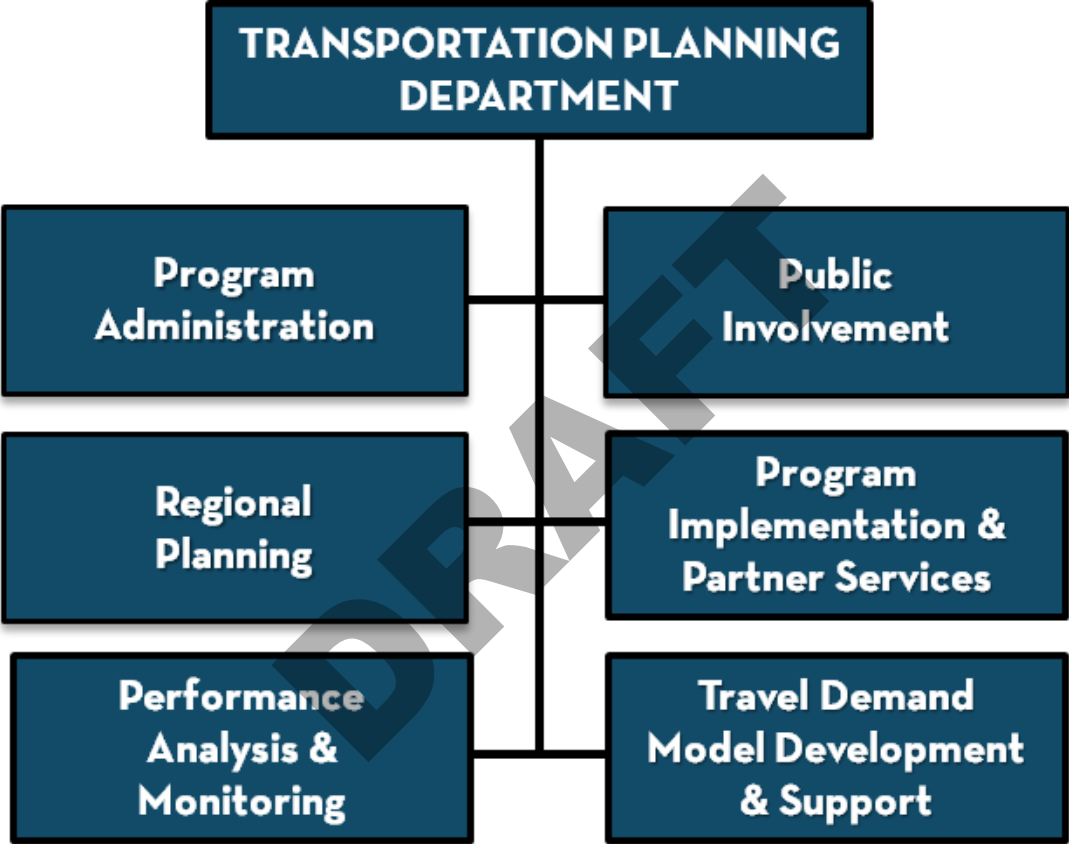 TRANSPORTATION PLANNING
DEPARTMENT
Program
Administration
Public
Involvement
Regional
Planning
Program
Implementation &
Partner Services
Performance
Analysis &
Monitoring
Travel Demand
Model Development
& Support
DRAFT